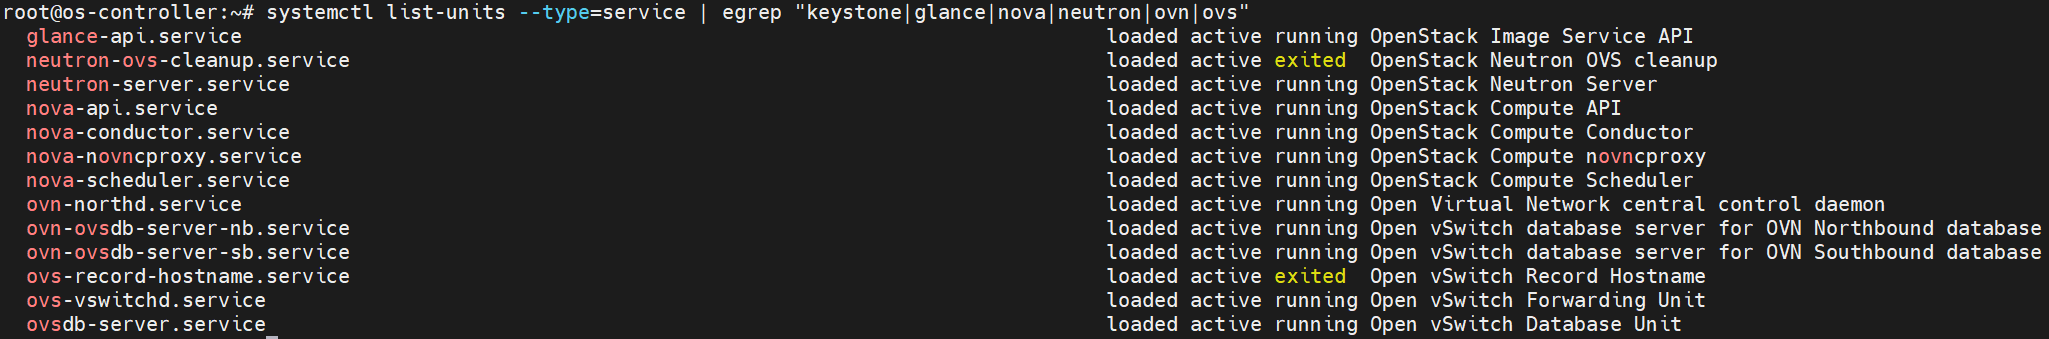 root@os-controller:~# systemctl list-units --type=service | egrep "keystone|glance|nova|neutron|ovn|ovs"
glance-api.service loaded active running OpenStack Image Service API
neutron-ovs-cleanup.service loaded active exited OpenStack Neutron OVS cleanup
neutron-server.service loaded active running OpenStack Neutron Server
nova-api.service loaded active running OpenStack Compute API
nova-conductor.service loaded active running OpenStack Compute Conductor
nova-novncproxy.service loaded active running OpenStack Compute novncproxy
nova-scheduler.service loaded active running OpenStack Compute Scheduler
ovn-northd.service loaded active running Open Virtual Network central control daemon
ovn-ovsdb-server-nb.service loaded active running Open vSwitch database server for OVN Northbound database
ovn-ovsdb-server-sb.service loaded active running Open vSwitch database server for OVN Southbound database
ovs-record-hostname.service loaded active exited Open vSwitch Record Hostname
ovs-vswitchd.service loaded active running Open vSwitch Forwarding Unit
ovsdb-server.service loaded active running Open vSwitch Database Unit